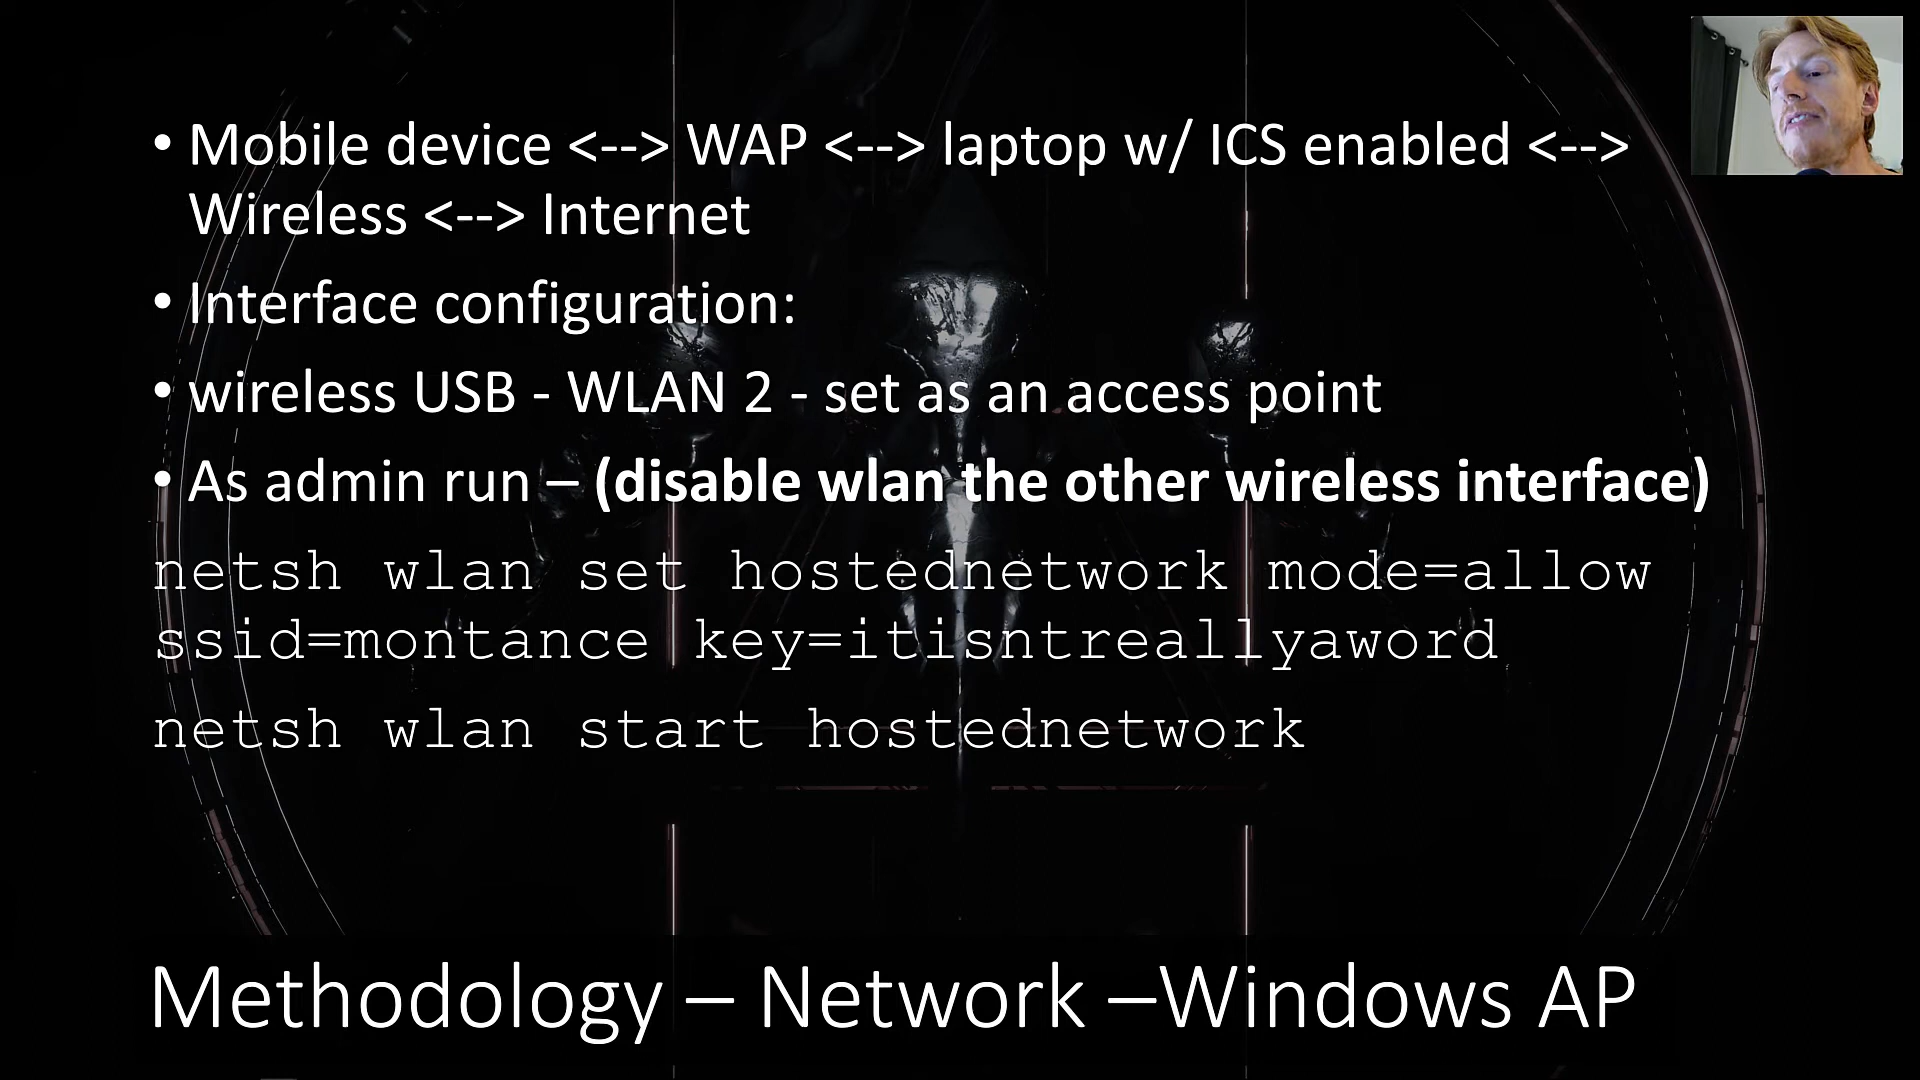 • Mobile device <--> WAP <--> laptop w/ ICS enabled <-->
Wireless <--> Internet
• Interface configuration:
• wireless USB - WLAN 2 - set as an access point
• As admin run – (disable wlan the other wireless interface)
netsh wlan set hostednetwork mode=allow
ssid=montance key=itisntreallyaword
netsh wlan start hostednetwork
Methodology – Network –Windows AP